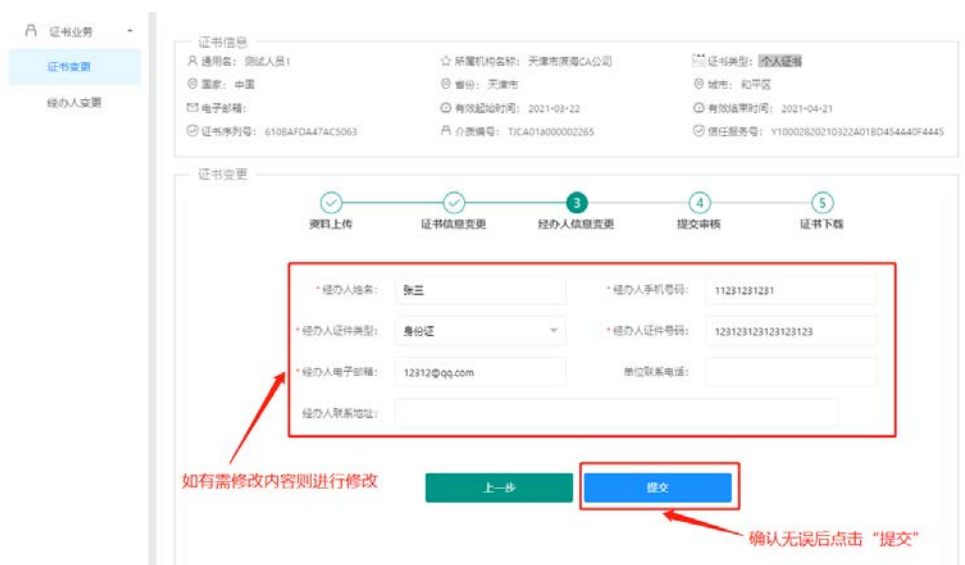 证书业务
证书变更
经办人变更
证书信息
通用名: 测试人员1 所属机构名称: 天津市滨海CA公司 证书类型: 个人证书
国家: 中国 省份: 天津市 城市: 和平区
电子邮箱: 有效起始时间: 2021-03-22 有效结束时间: 2021-04-21
证书序列号: 610BAFDA47AC5063 介质编号: TJCA01a000002265 信任服务号: Y10002820210322A01BD454A40F4445
证书变更
3 4 5
资料上传 证书信息变更 经办人信息变更 提交审核 证书下载
*经办人姓名: 张三 *经办人手机号码: 11231231231
*经办人证件类型: 身份证 *经办人证件号码: 123123123123123123
*经办人电子邮箱: 12312@qq.com 单位联系电话:
经办人联系地址:
如有需修改内容则进行修改
上一步 提交
确认无误后点击“提交”